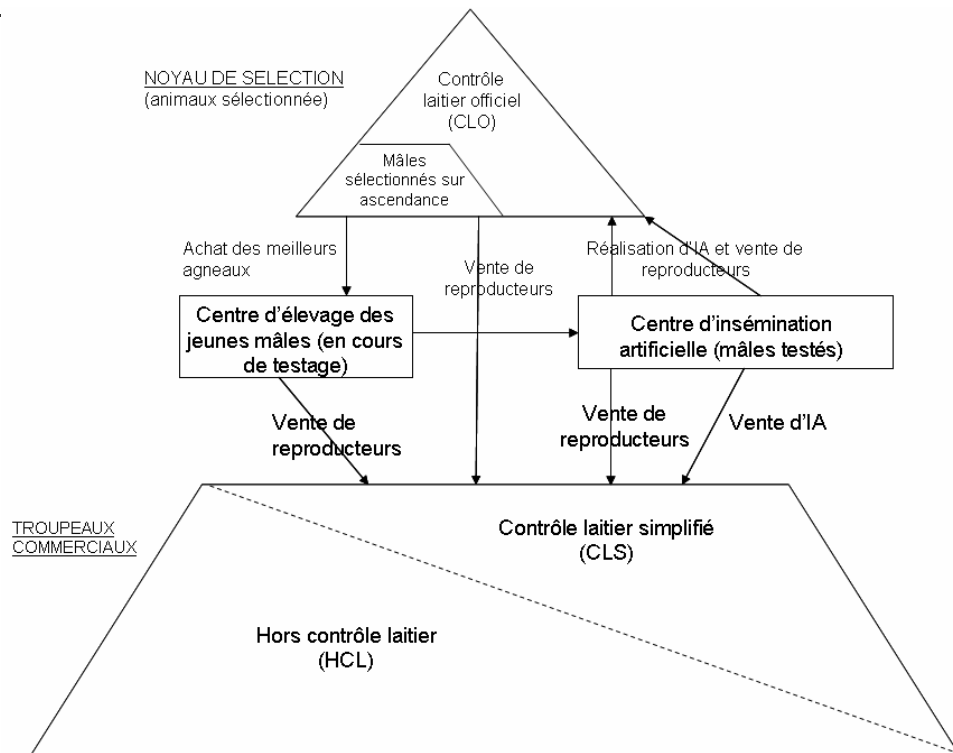 NOYAU DE SELECTION
(animaux sélectionnée)
Contrôle
laitier officiel
(CLO)
Mâles
sélectionnés sur
ascendance
Achat des meilleurs
agneaux
Vente de
reproducteurs
Réalisation d'IA et vente de
reproducteurs
Centre d'élevage des
jeunes mâles (en cours
de testage)
Centre d'insémination
artificielle (mâles testés)
Vente de
reproducteurs
Vente de
reproducteurs
Vente d'IA
TROUPEAUX
COMMERCIAUX
Contrôle laitier simplifié
(CLS)
Hors contrôle laitier
(HCL)